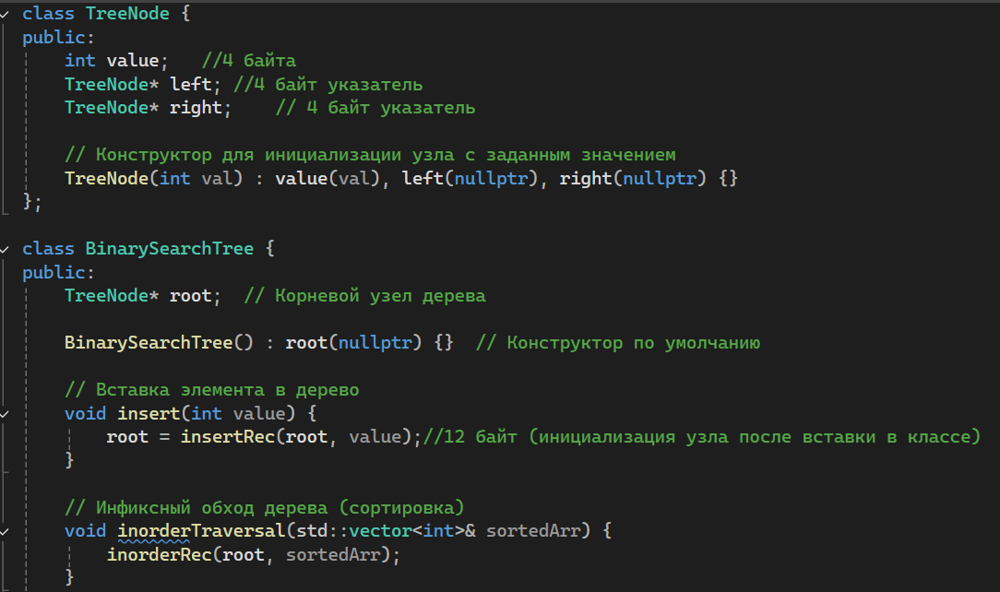 class TreeNode {
public:
    int value;   //4 байта
    TreeNode* left; //4 байт указатель
    TreeNode* right;    // 4 байт указатель

    // Конструктор для инициализации узла с заданным значением
    TreeNode(int val) : value(val), left(nullptr), right(nullptr) {}
};

class BinarySearchTree {
public:
    TreeNode* root;  // Корневой узел дерева

    BinarySearchTree() : root(nullptr) {}  // Конструктор по умолчанию

    // Вставка элемента в дерево
    void insert(int value) {
        root = insertRec(root, value);//12 байт (инициализация узла после вставки в классе)
    }

    // Инфиксный обход дерева (сортировка)
    void inorderTraversal(std::vector<int>& sortedArr) {
        inorderRec(root, sortedArr);
    }